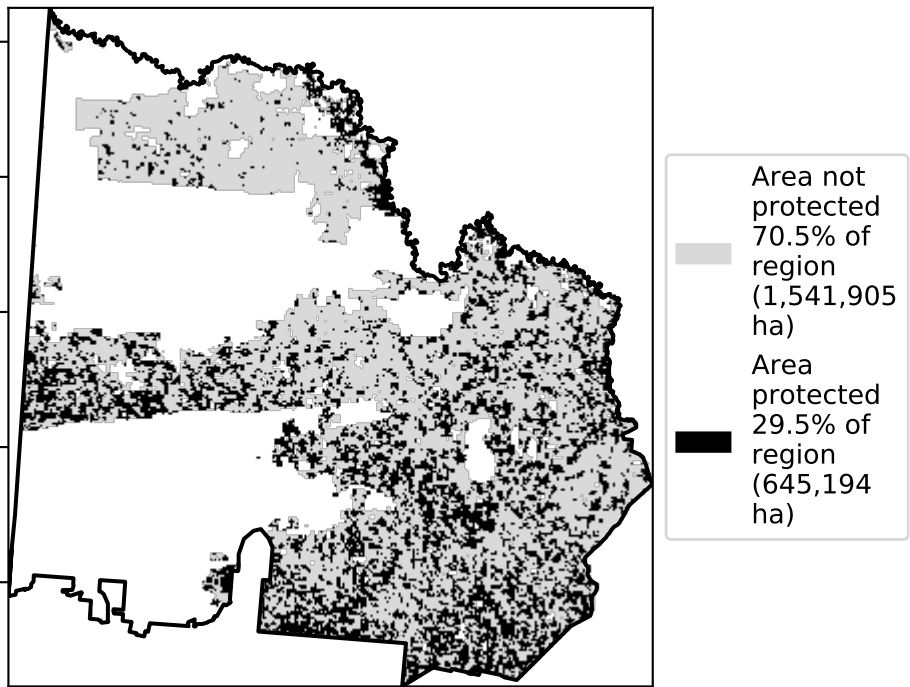 Area not
protected
70.5% of
region
(1,541,905
ha)
Area
protected
29.5% of
region
(645,194
ha)